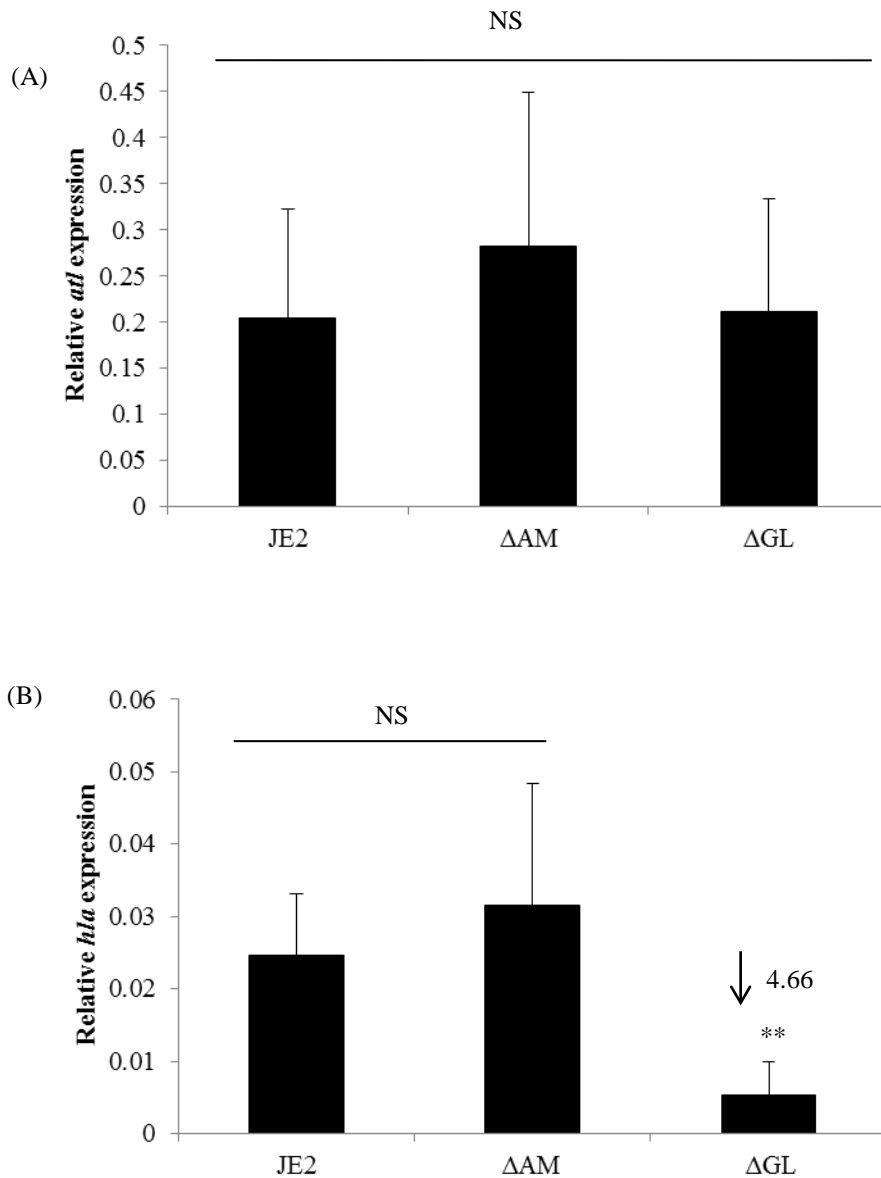 NS
(A)
0.5
0.45
0.4
0.35
0.3
0.25
0.2
0.15
0.1
0.05
0
Relative atl expression
JE2 ΔAM ΔGL
(B)
NS
0.06
0.05
0.04
0.03
0.02
0.01
0
Relative hla expression
4.66
**
JE2 ΔAM ΔGL